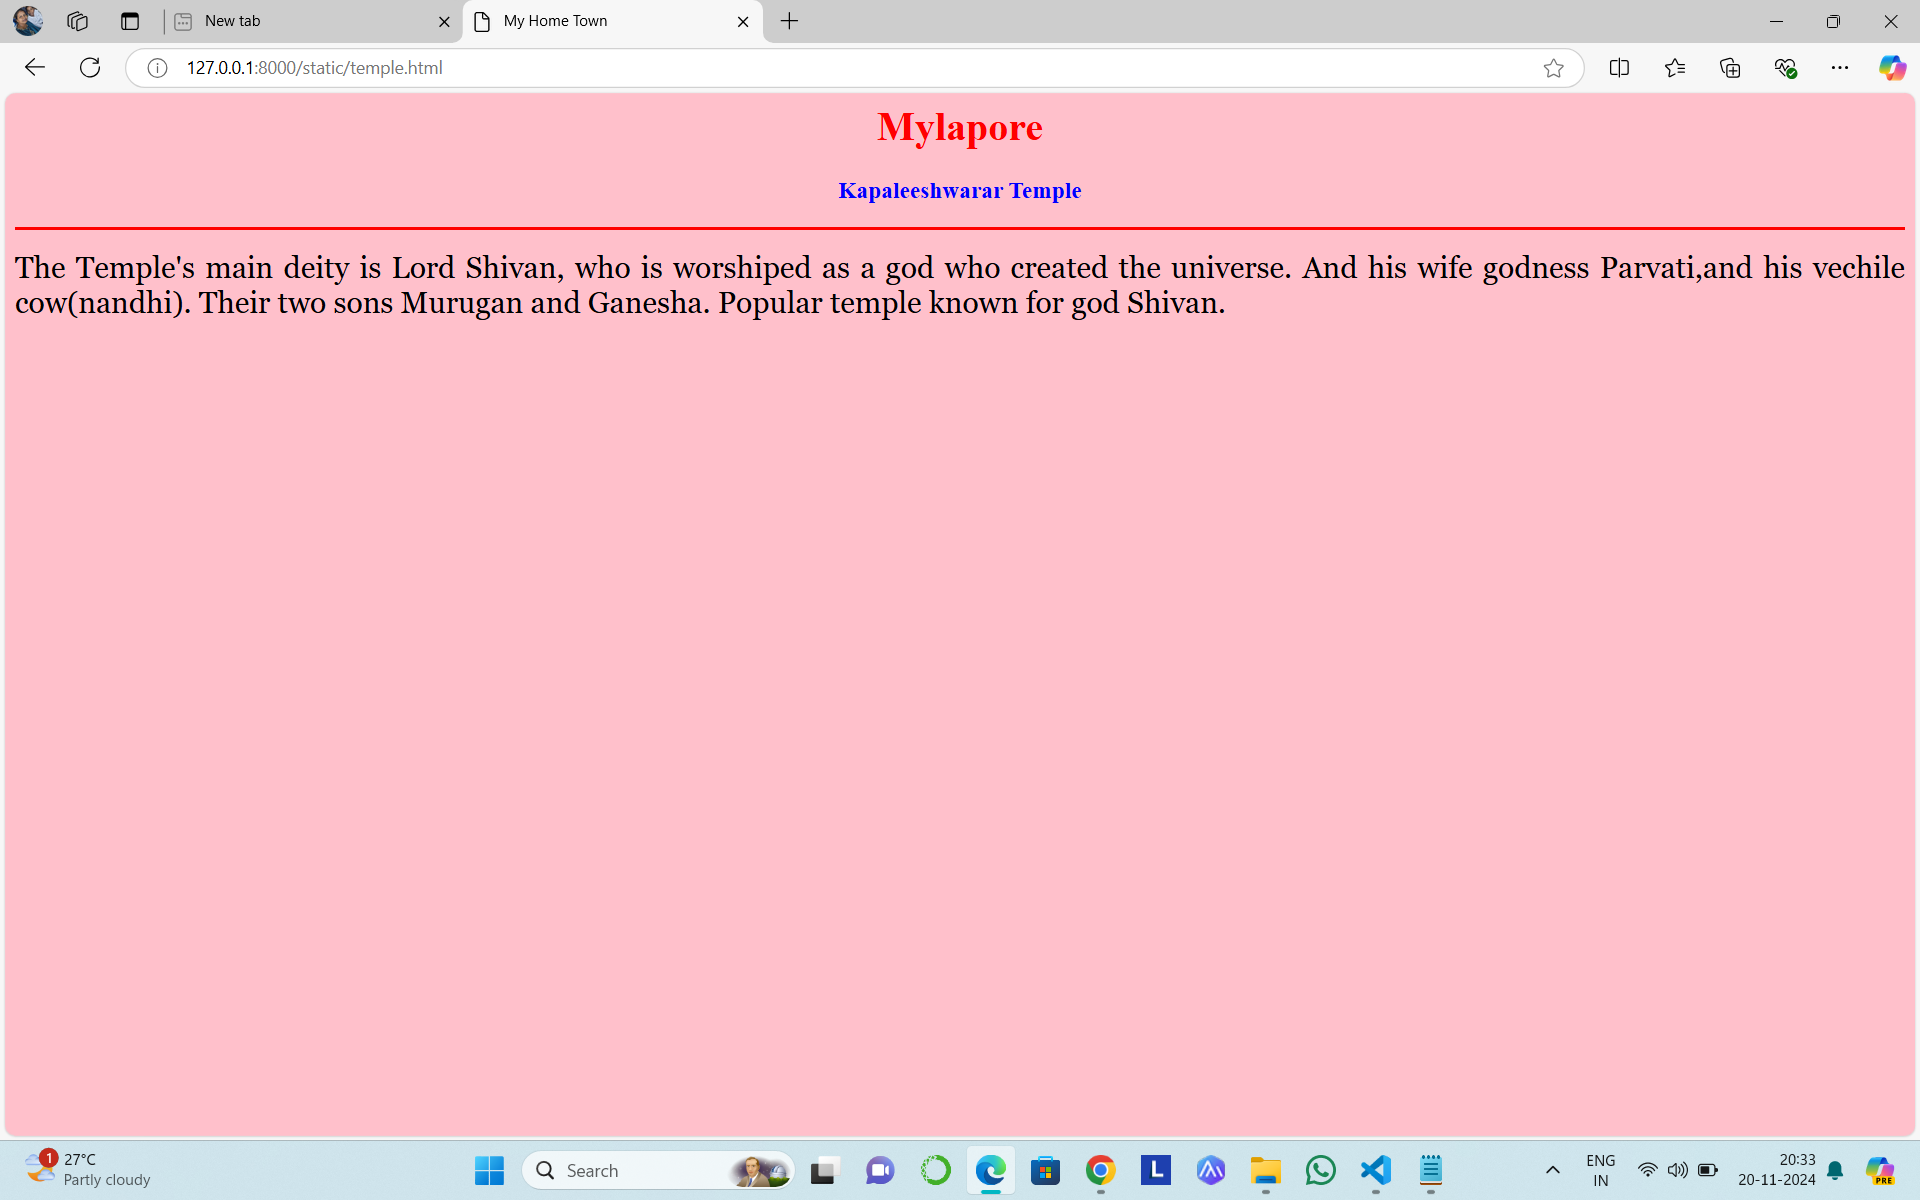 New tab
My Home Town
127.0.0.1:8000/static/temple.html
Mylapore
Kapaleeshwarar Temple
The Temple's main deity is Lord Shivan, who is worshiped as a god who created the universe. And his wife godness Parvati,and his vechile
cow(nandhi). Their two sons Murugan and Ganesha. Popular temple known for god Shivan.
1
27°C
Partly cloudy
Search
L
ENG
IN
20:33
20-11-2024
PRE